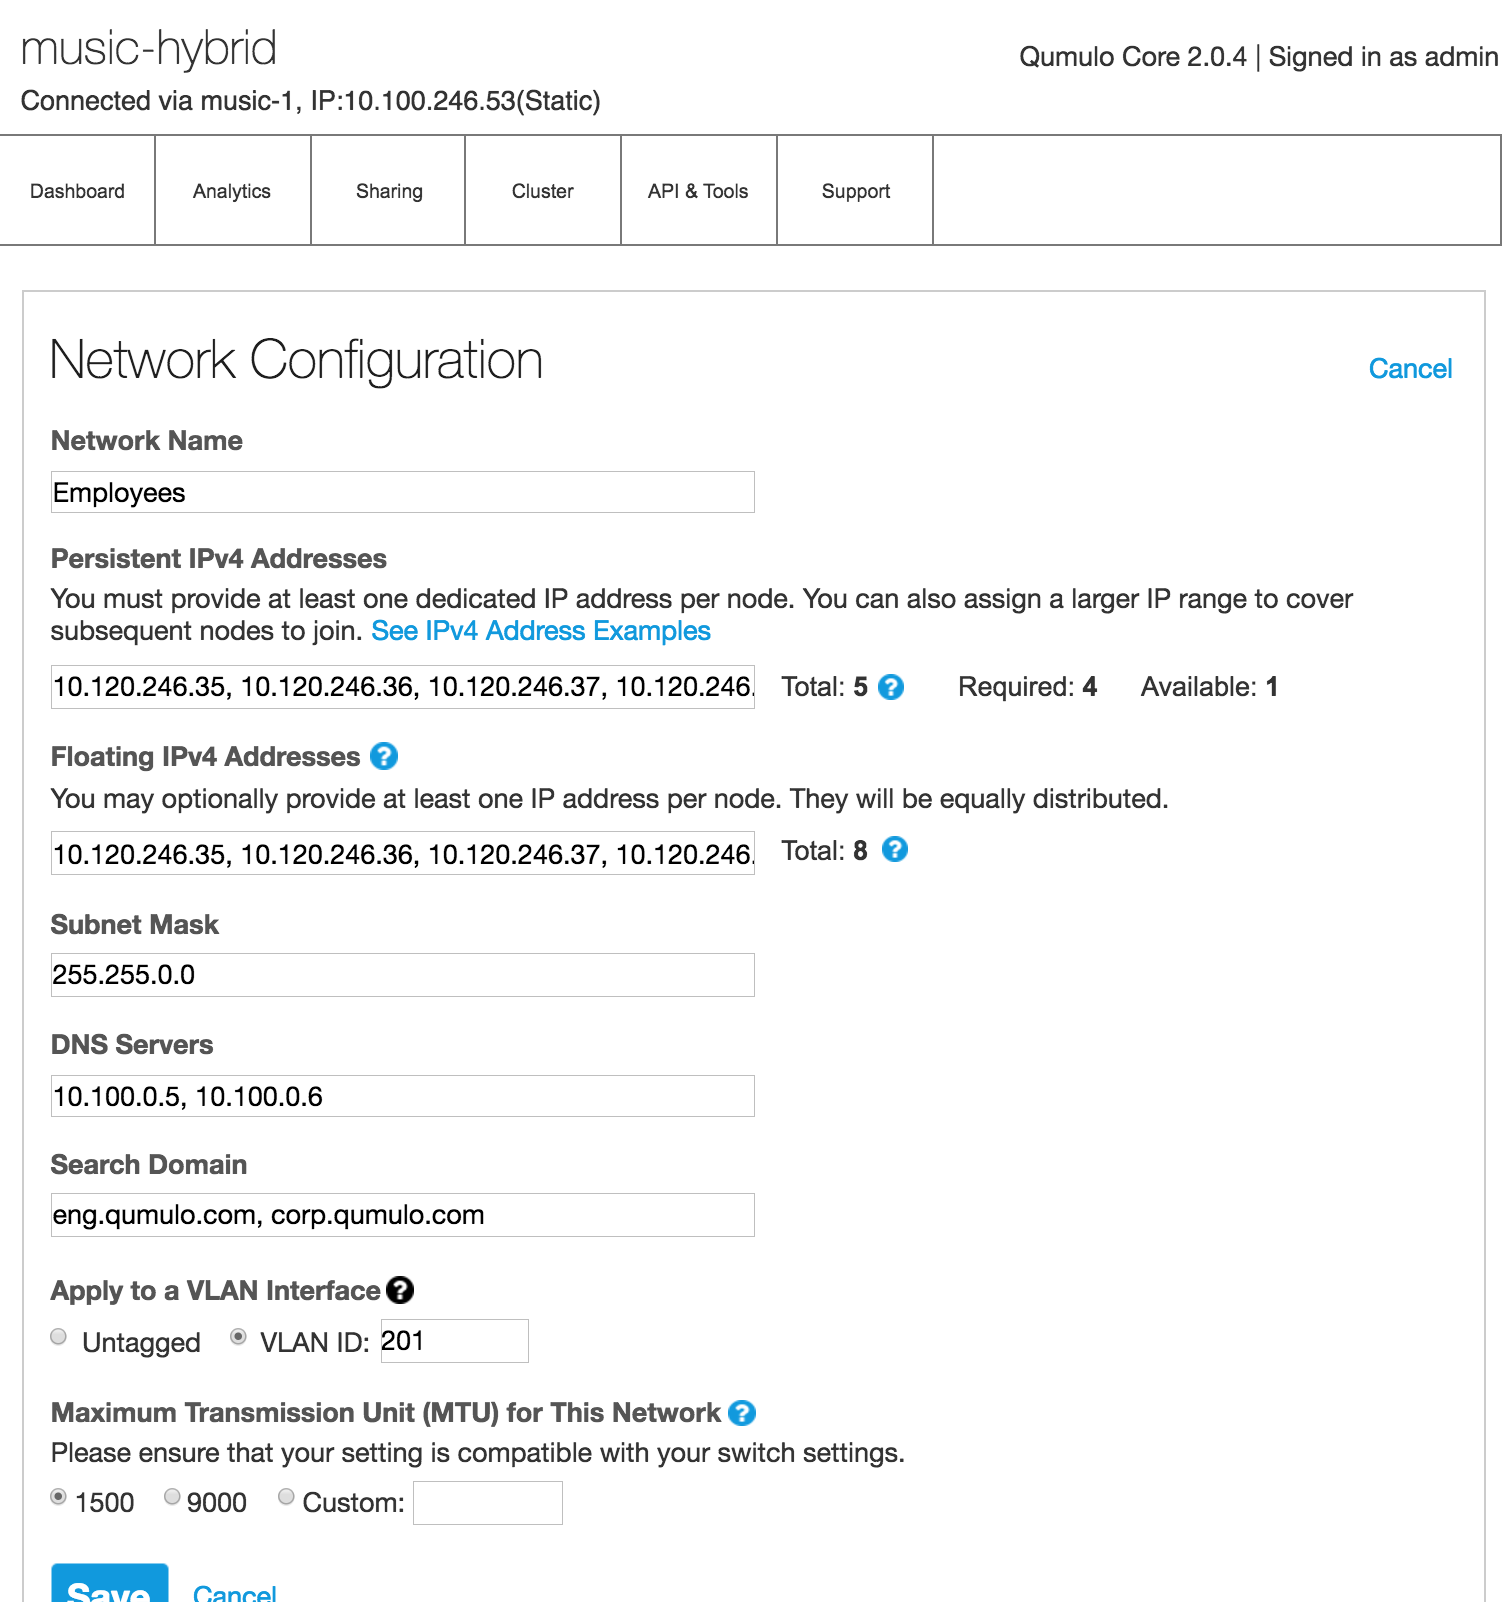 music-hybrid
Qumulo Core 2.0.4 | Signed in as admin
Connected via music-1, IP:10.100.246.53(Static)
Dashboard
Analytics
Sharing
Cluster
API & Tools
Support
Network Configuration
Cancel
Network Name
Employees
Persistent IPv4 Addresses
You must provide at least one dedicated IP address per node. You can also assign a larger IP range to cover
subsequent nodes to join. See IPv4 Address Examples
10.120.246.35, 10.120.246.36, 10.120.246.37, 10.120.246. Total: 5 ? Required: 4 Available: 1
Floating IPv4 Addresses ?
You may optionally provide at least one IP address per node. They will be equally distributed.
10.120.246.35, 10.120.246.36, 10.120.246.37, 10.120.246. Total: 8 ?
Subnet Mask
255.255.0.0
DNS Servers
10.100.0.5, 10.100.0.6
Search Domain
eng.qumulo.com, corp.qumulo.com
Apply to a VLAN Interface ?
Untagged VLAN ID: 201
Maximum Transmission Unit (MTU) for This Network ?
Please ensure that your setting is compatible with your switch settings.
1500 9000 Custom:
Save Cancel